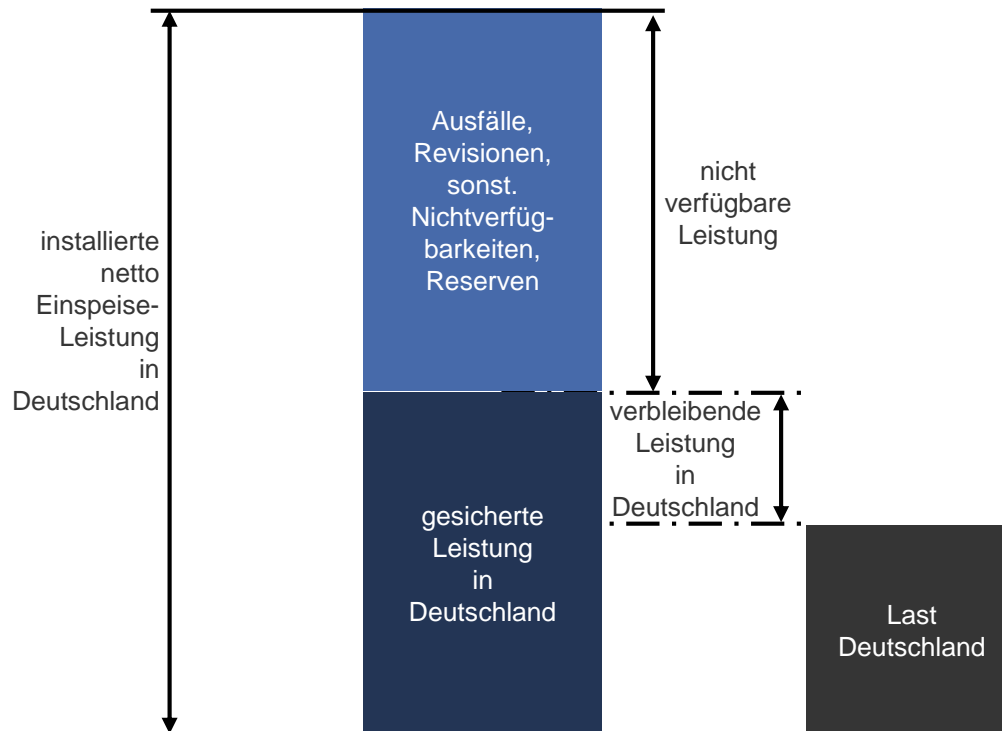 installierte
netto
Einspeise-
Leistung
in
Deutschland
Ausfälle,
Revisionen,
sonst.
Nichtverfüg-
barkeiten,
Reserven
nicht
verfügbare
Leistung
verbleibende
Leistung
in
Deutschland
gesicherte
Leistung
in
Deutschland
Last
Deutschland